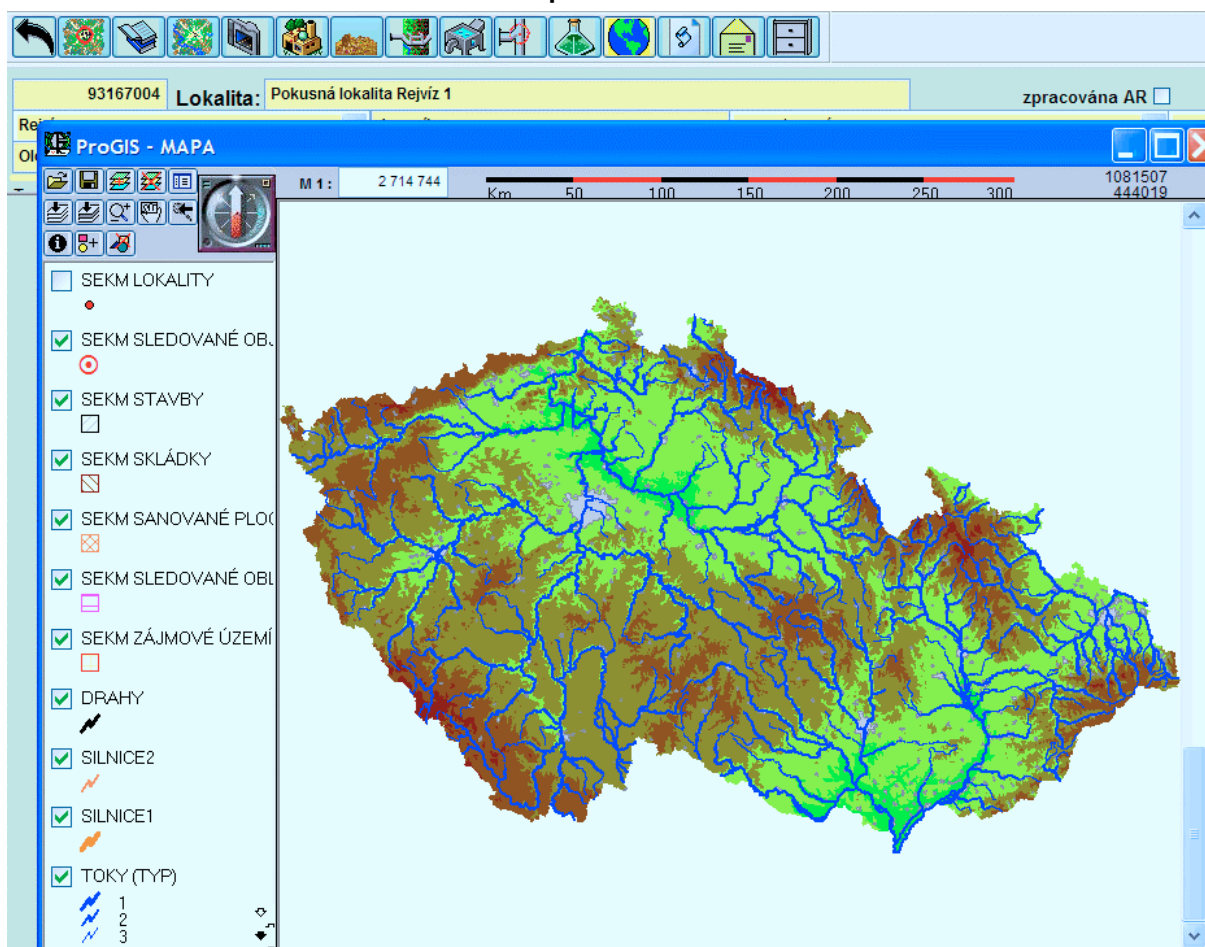 93167004 Lokalita: Pokusná lokalita Rejvíz 1 zpracována AR
ProGIS - MAPA
M 1 : 2 714 744
Km 50 100 150 200 250 300
1081507
444019
SEKM LOKALITY
SEKM SLEDOVANÉ OBJ
SEKM STAVBY
SEKM SKLÁDKY
SEKM SANOVANÉ PLO
SEKM SLEDOVANÉ OBL
SEKM ZÁJMOVÉ ÚZEMÍ
DRAHY
SILNICE2
SILNICE1
TOKY (TYP)
1
2
3